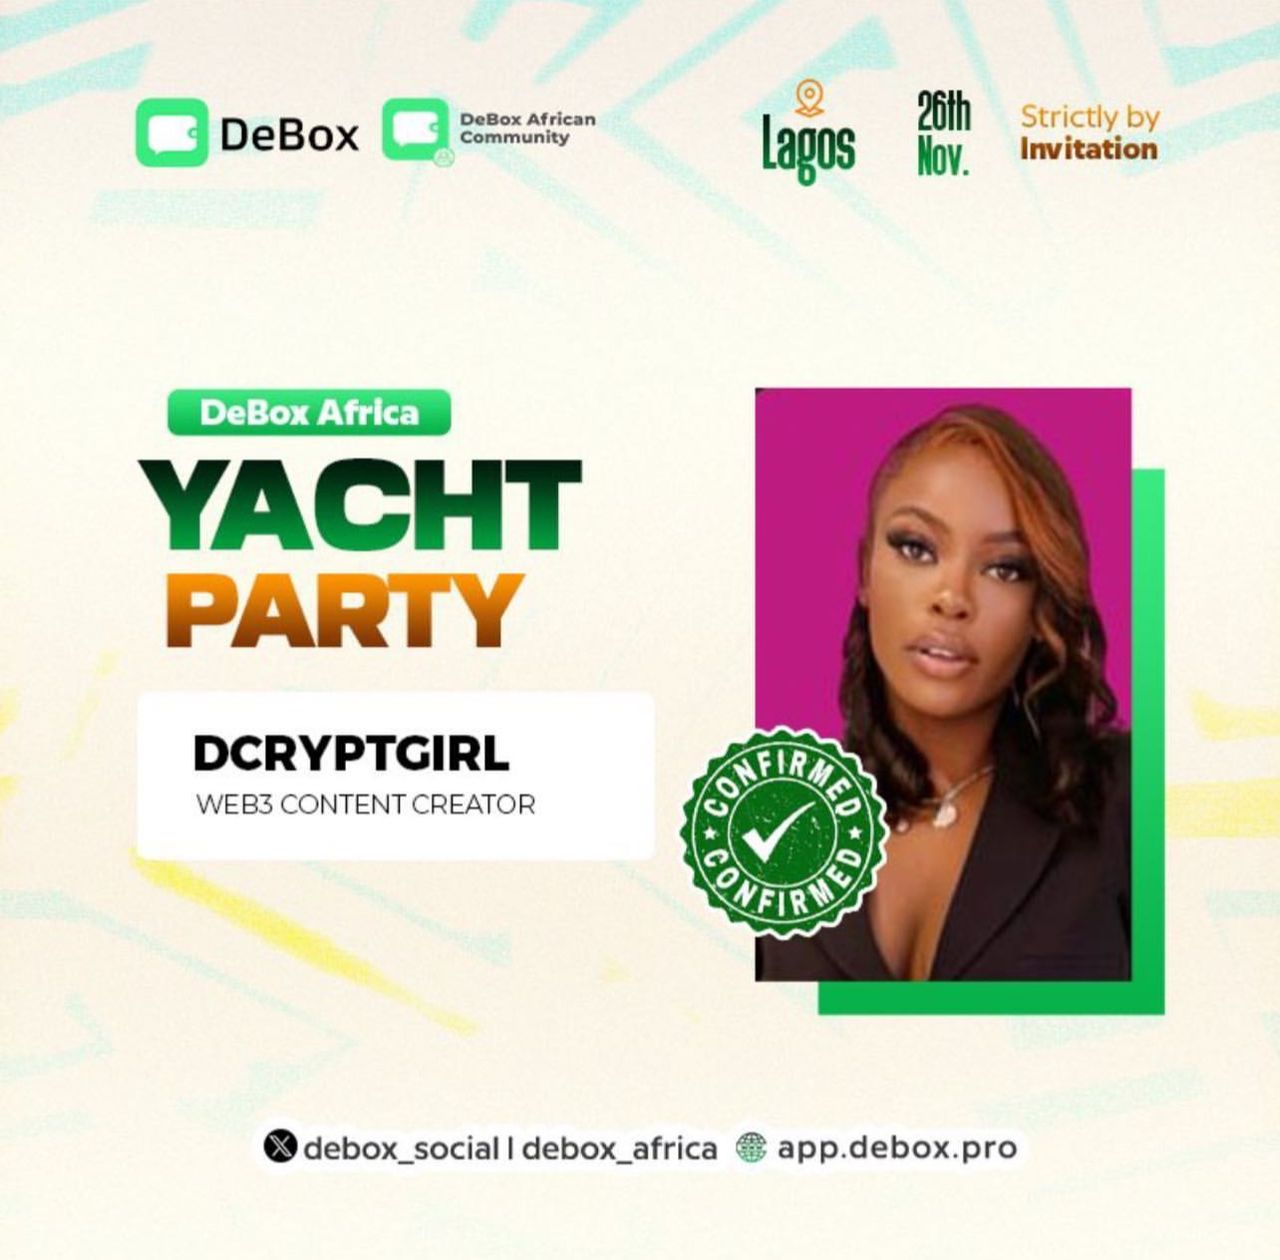 DeBox
DeBox African
Community
Lagos
26th
Nov.
Strictly by
Invitation
DeBox Africa
YACHT
PARTY
DCRYPTGIRL
WEB3 CONTENT CREATOR
CONFIRMED
CONFIRMED
debox_social | debox_africa app.debox.pro